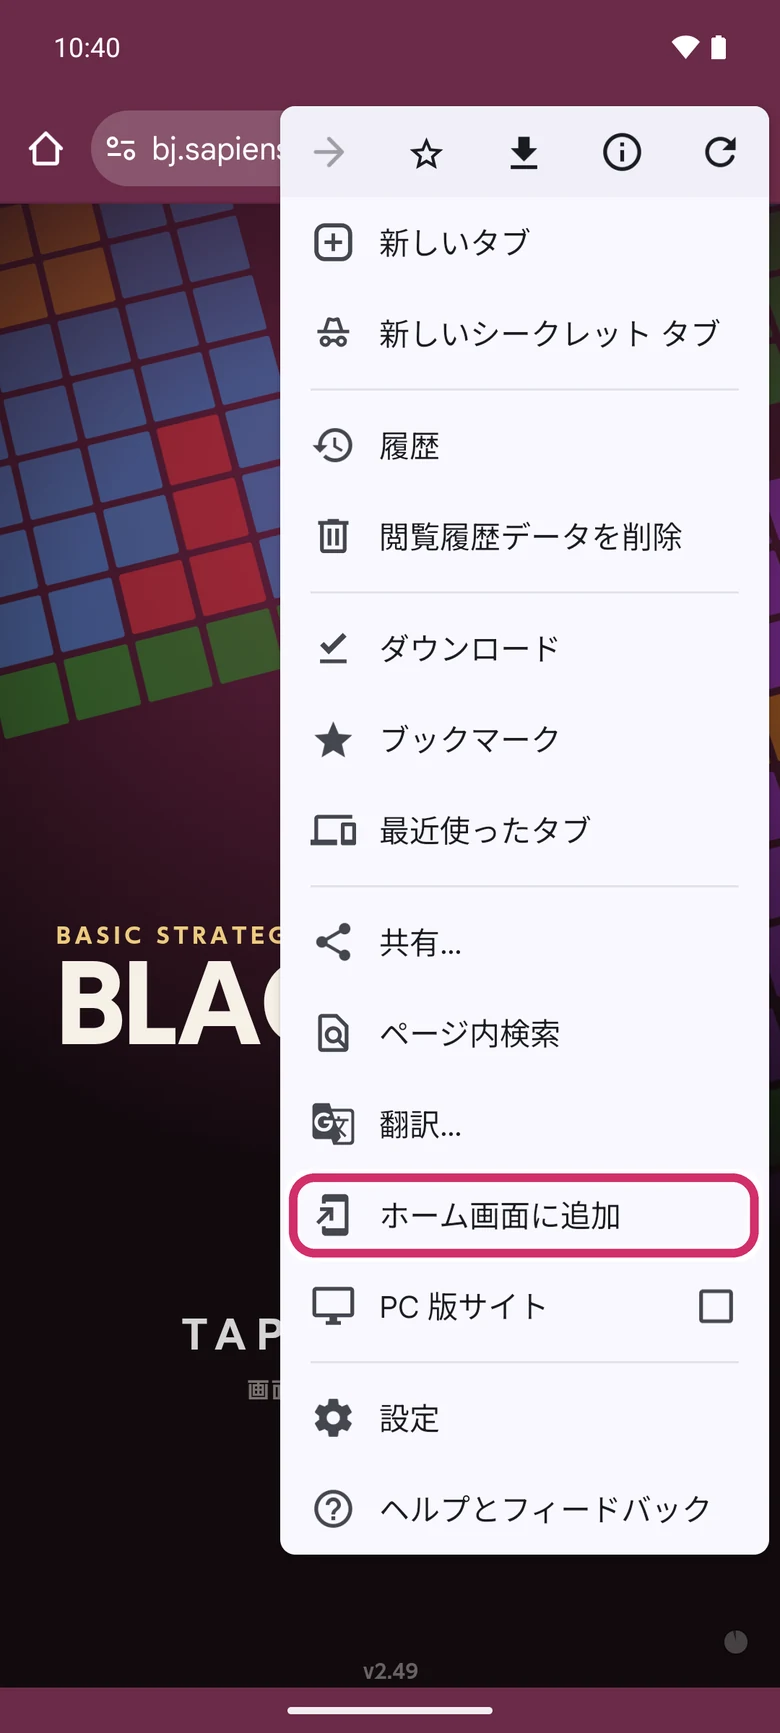 10:40
bj.sapiens
新しいタブ
新しいシークレット タブ
履歴
閲覧履歴データを削除
ダウンロード
ブックマーク
最近使ったタブ
BASIC STRATEG
BLAC
共有...
ページ内検索
翻訳...
ホーム画面に追加
PC 版サイト
TAP
画面
設定
ヘルプとフィードバック
v2.49